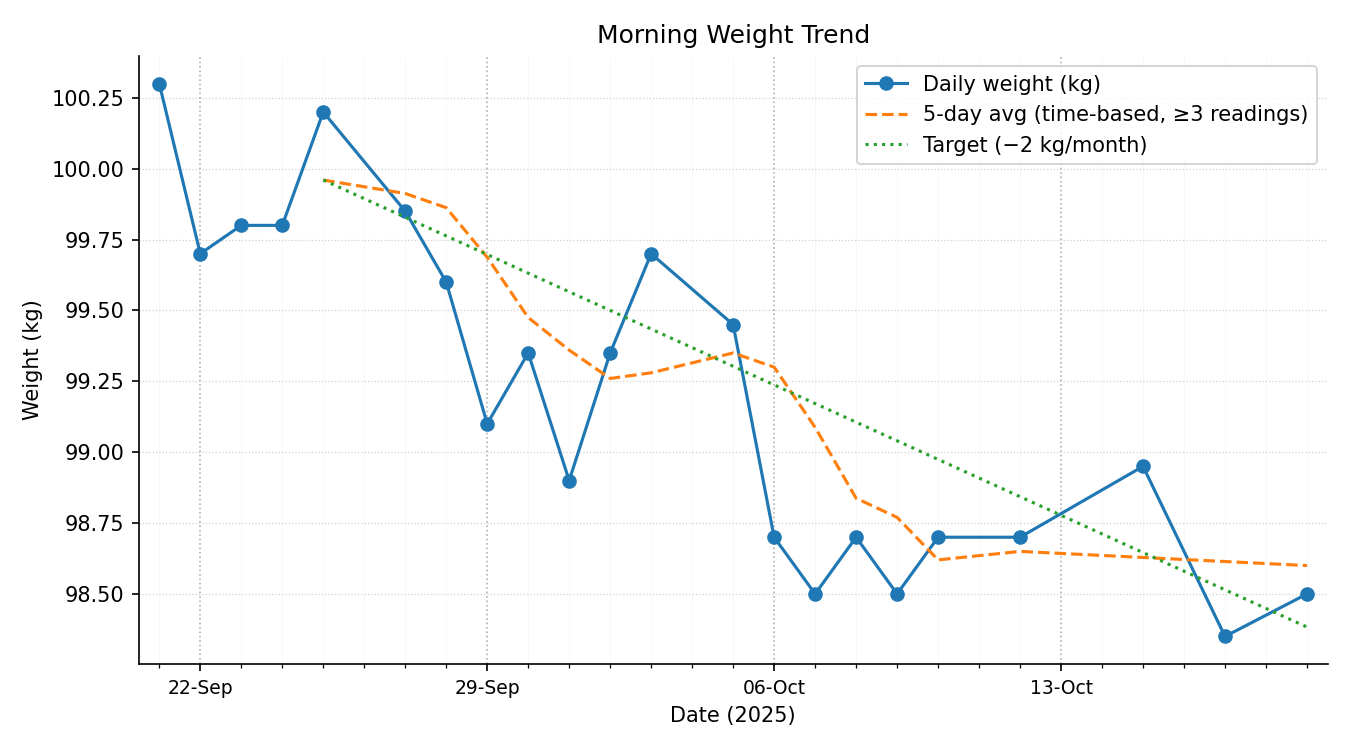 Morning Weight Trend
Daily weight (kg)
5-day avg (time-based, ≥3 readings)
Target (−2 kg/month)
Weight (kg)
100.25
100.00
99.75
99.50
99.25
99.00
98.75
98.50
22-Sep
29-Sep
06-Oct
13-Oct
Date (2025)